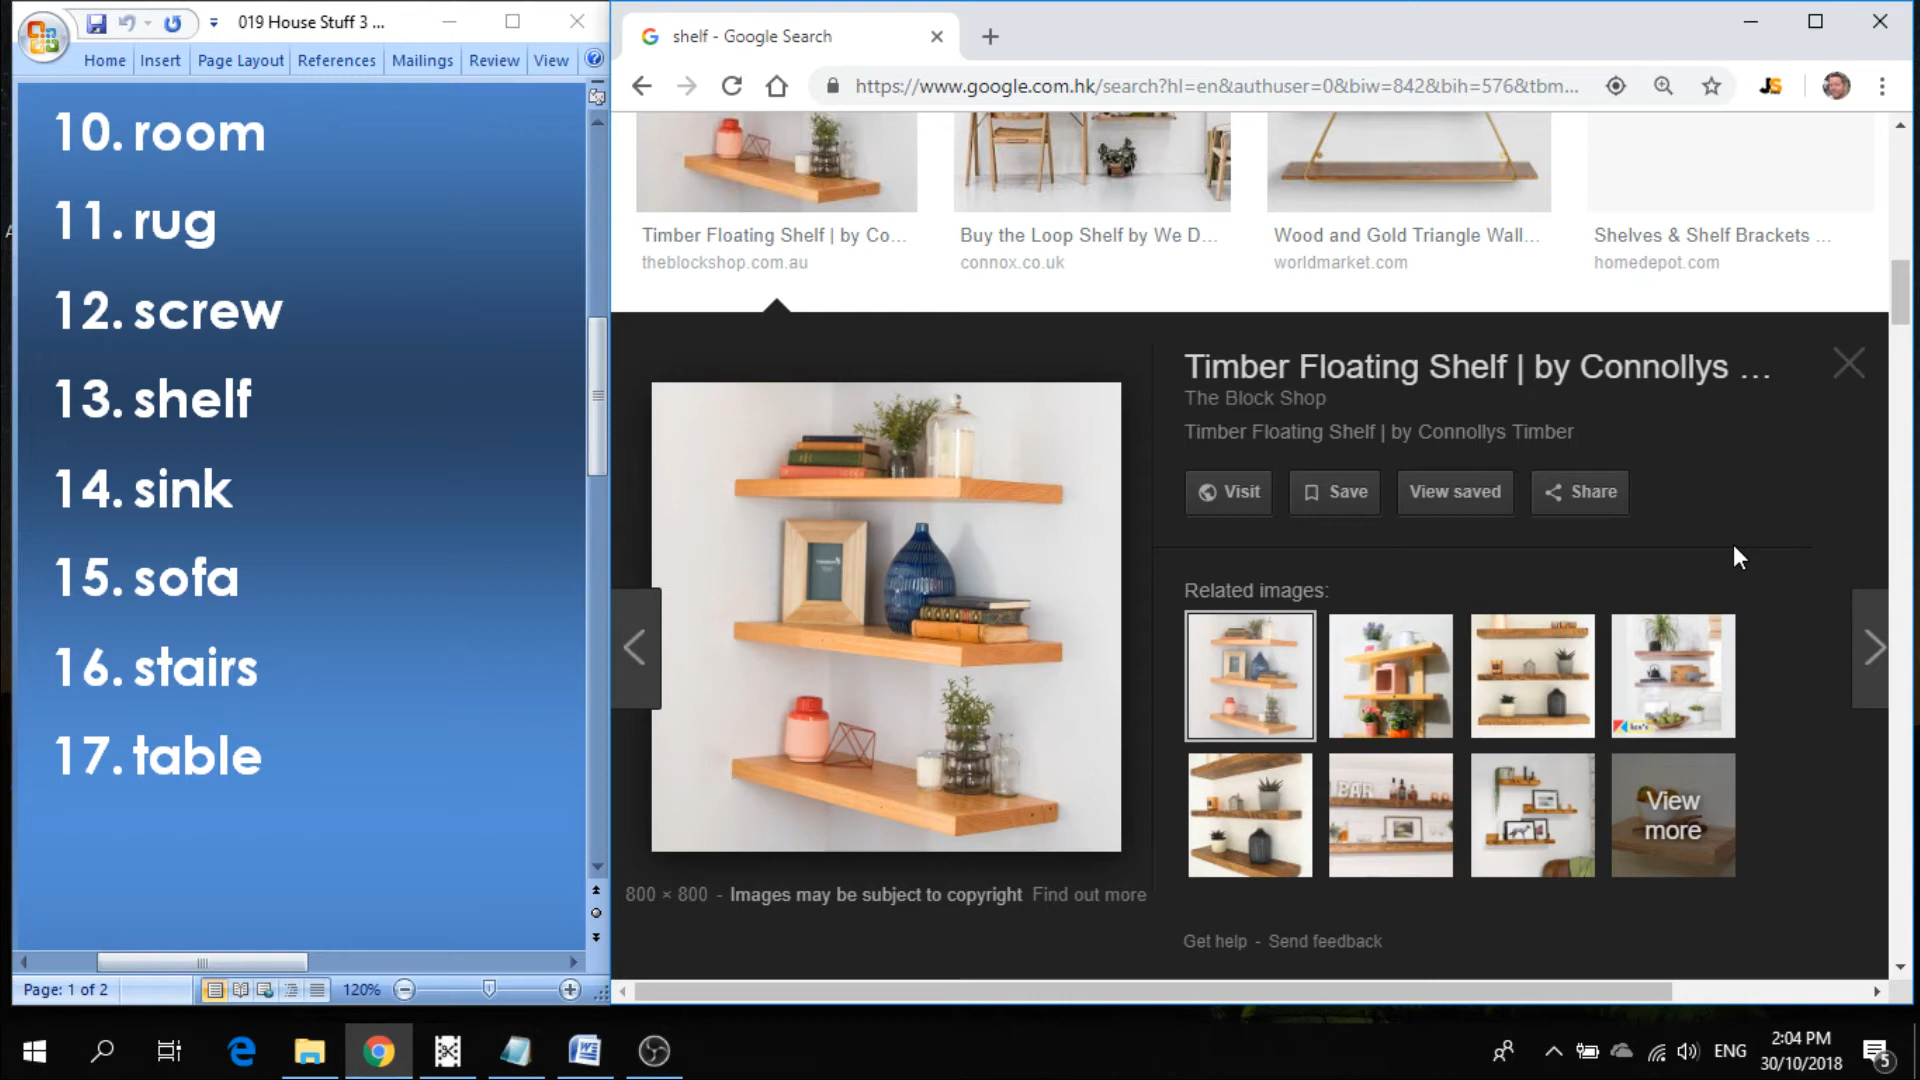 019 House Stuff 3 ...
Home Insert Page Layout References Mailings Review View
10. room
11. rug
12. screw
13. shelf
14. sink
15. sofa
16. stairs
17. table
Page: 1 of 2
120%
shelf - Google Search
https://www.google.com.hk/search?hl=en&authuser=0&biw=842&bih=576&tbm...
JS
Timber Floating Shelf | by Co...
theblockshop.com.au
Buy the Loop Shelf by We D...
connox.co.uk
Wood and Gold Triangle Wall...
worldmarket.com
Shelves & Shelf Brackets ...
homedepot.com
Timber Floating Shelf | by Connollys ...
The Block Shop
Timber Floating Shelf | by Connollys Timber
Visit Save View saved Share
Related images:
BAR
View
more
800 × 800 - Images may be subject to copyright Find out more
Get help - Send feedback
ENG
2:04 PM
30/10/2018
5